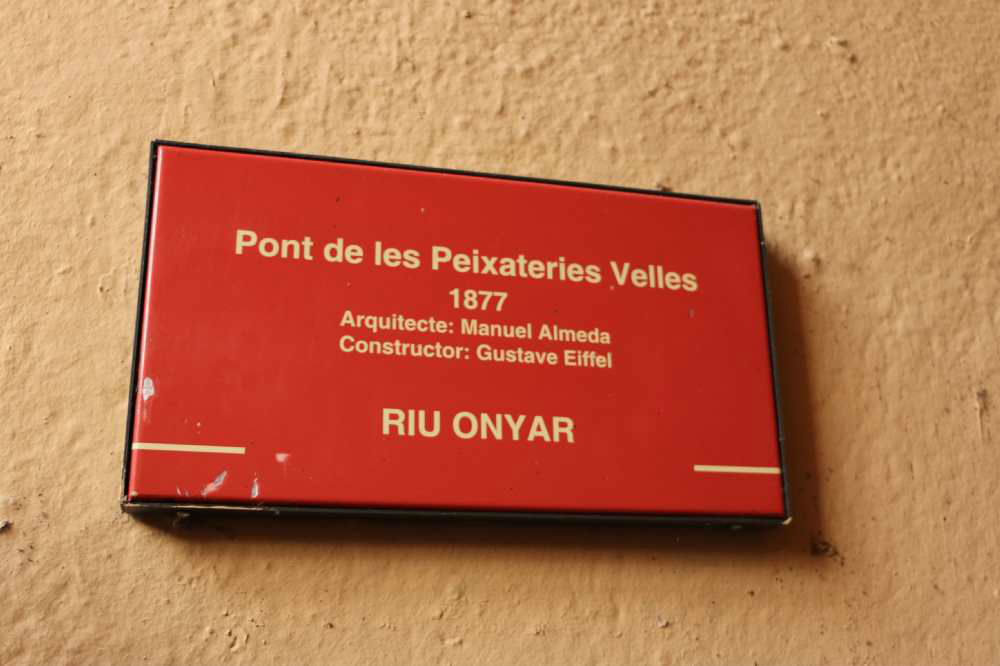 Pont de les Peixateries Velles
1877
Arquitecte: Manuel Almeda
Constructor: Gustave Eiffel
RIU ONYAR